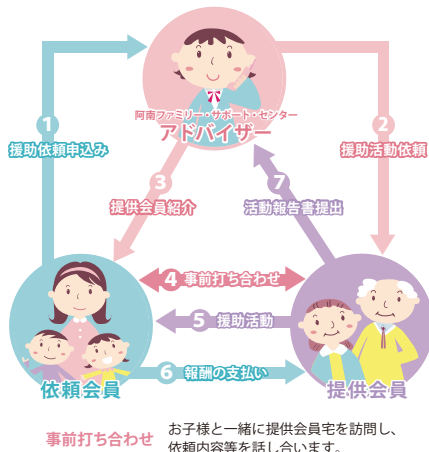 阿南ファミリー・サポート・センター
アドバイザー
1
援助依頼申込み
2
援助活動依頼
3
提供会員紹介
7
活動報告書提出
4 事前打ち合わせ
5 援助活動
6 報酬の支払い
依頼会員
提供会員
事前打ち合わせ
お子様と一緒に提供会員宅を訪問し、
依頼内容等を話し合います。